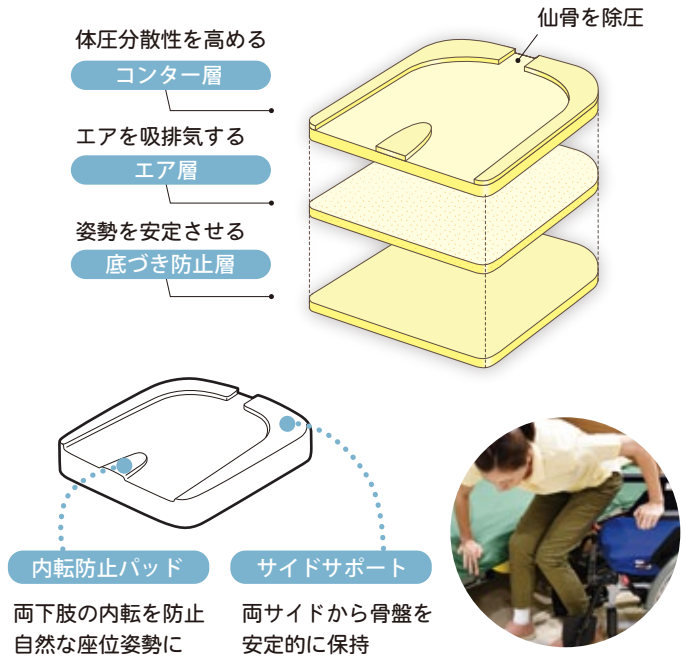 仙骨を除圧
体圧分散性を高める
コンター層
エアを吸排気する
エア層
姿勢を安定させる
底づき防止層
内転防止パッド
両下肢の内転を防止
自然な座位姿勢に
サイドサポート
両サイドから骨盤を
安定的に保持